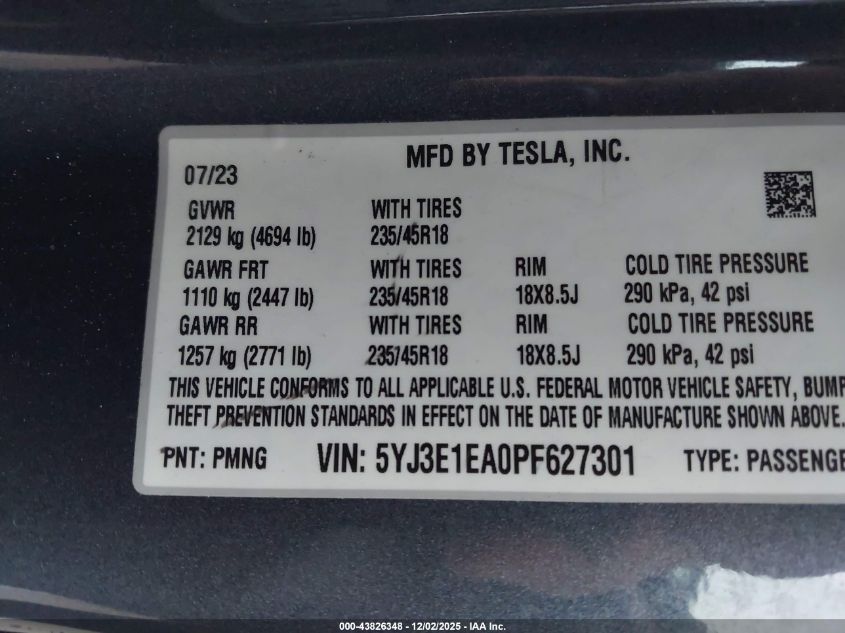 MFD BY TESLA, INC.
07/23
GVWR WITH TIRES
2129 kg (4694 lb) 235/45R18
GAWR FRT WITH TIRES RIM COLD TIRE PRESSURE
1110 kg (2447 lb) 235/45R18 18X8.5J 290 kPa, 42 psi
GAWR RR WITH TIRES RIM COLD TIRE PRESSURE
1257 kg (2771 lb) 235/45R18 18X8.5J 290 kPa, 42 psi
THIS VEHICLE CONFORMS TO ALL APPLICABLE U.S. FEDERAL MOTOR VEHICLE SAFETY, BUMP
THEFT PREVENTION STANDARDS IN EFFECT ON THE DATE OF MANUFACTURE SHOWN ABOVE.
PNT: PMNG VIN: 5YJ3E1EA0PF627301 TYPE: PASSENGE
000-43826348 - 12/02/2025 - IAA Inc.